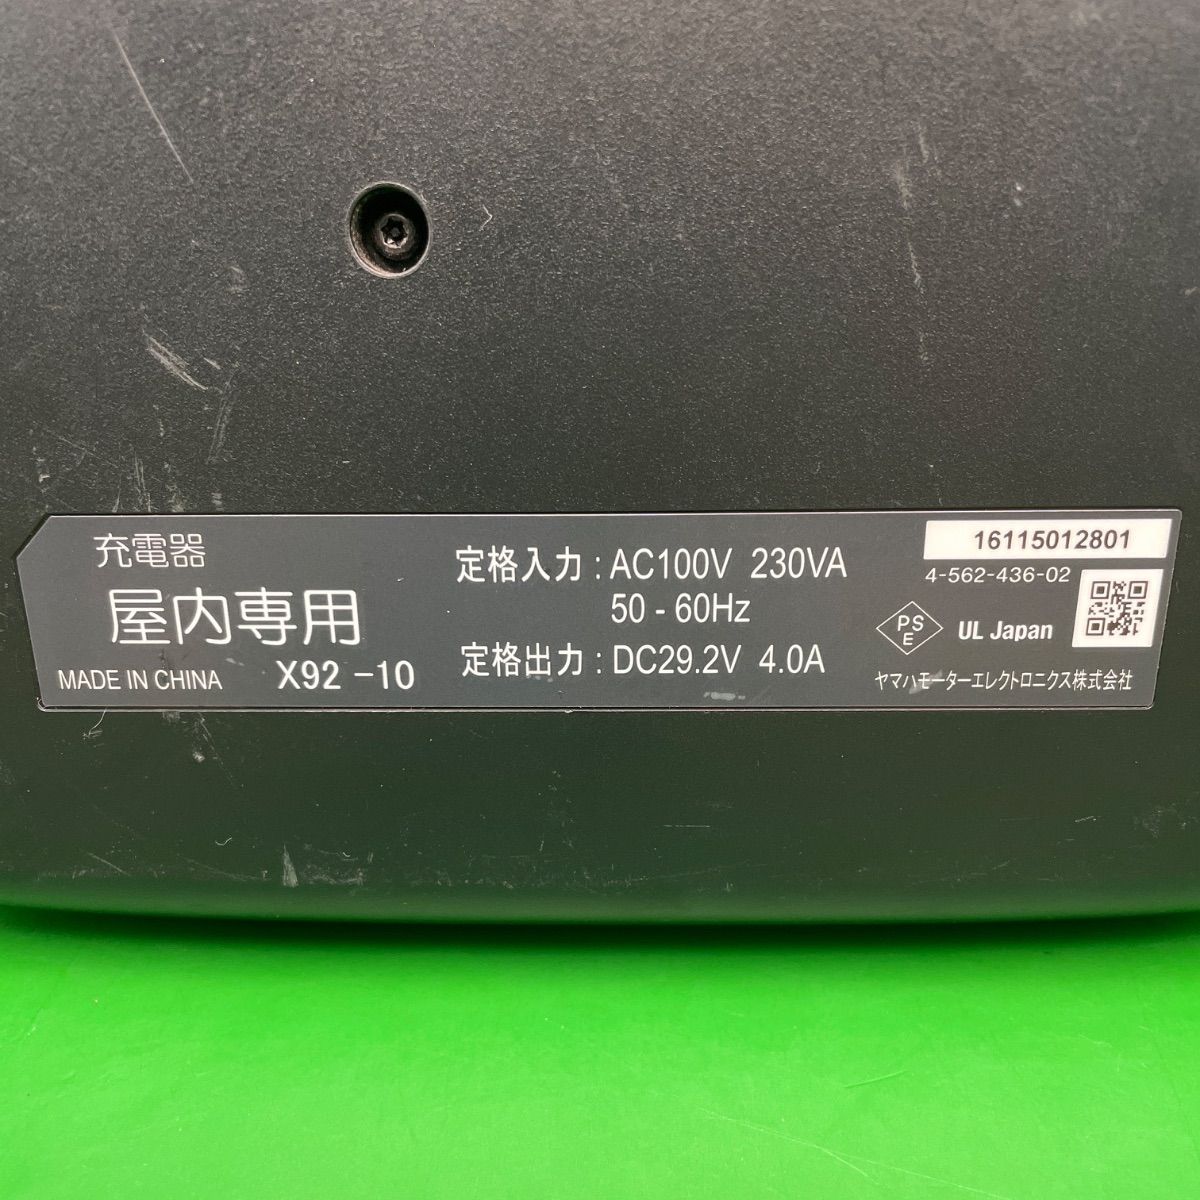 充電器
屋内専用
MADE IN CHINA X92-10
定格入力:AC100V 230VA
50-60Hz
定格出力:DC29.2V 4.0A
16115012801
4-562-436-02
PS
E
UL Japan
ヤマハモーターエレクトロニクス株式会社